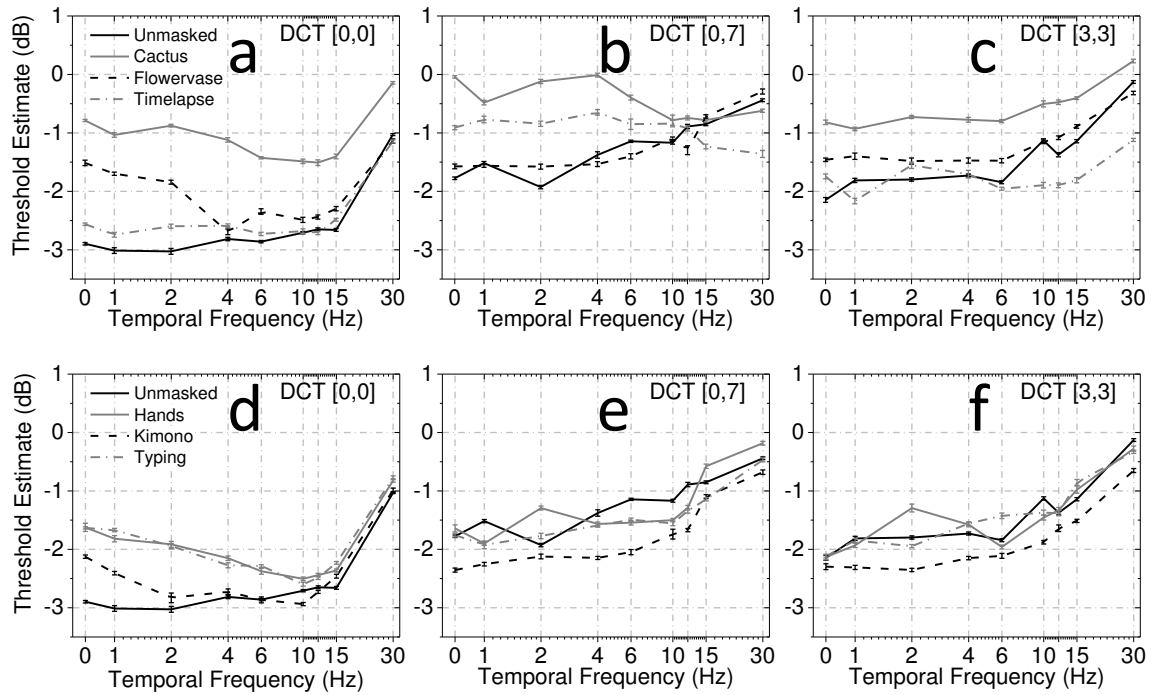 a
DCT [0,0]
Unmasked
Cactus
Flowervase
Timelapse
Threshold Estimate (dB)
1
0
-1
-2
-3
0 1 2 4 6 10 15 30
Temporal Frequency (Hz)
b
DCT [0,7]
1
0
-1
-2
-3
0 1 2 4 6 10 15 30
Temporal Frequency (Hz)
c
DCT [3,3]
1
0
-1
-2
-3
0 1 2 4 6 10 15 30
Temporal Frequency (Hz)
d
DCT [0,0]
Unmasked
Hands
Kimono
Typing
Threshold Estimate (dB)
1
0
-1
-2
-3
0 1 2 4 6 10 15 30
Temporal Frequency (Hz)
e
DCT [0,7]
1
0
-1
-2
-3
0 1 2 4 6 10 15 30
Temporal Frequency (Hz)
f
DCT [3,3]
1
0
-1
-2
-3
0 1 2 4 6 10 15 30
Temporal Frequency (Hz)